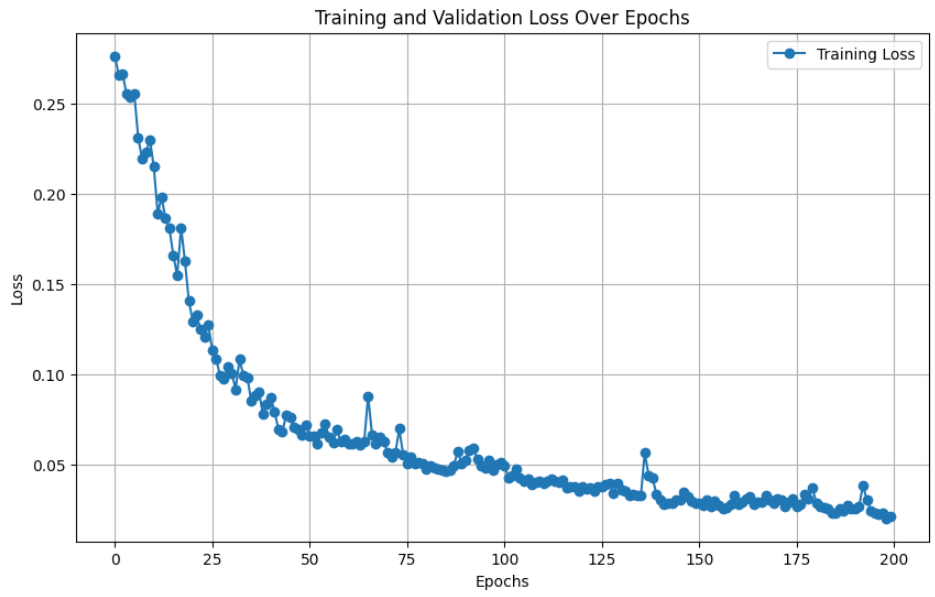 Training and Validation Loss Over Epochs
Training Loss
Loss
0.25
0.20
0.15
0.10
0.05
0 25 50 75 100 125 150 175 200
Epochs